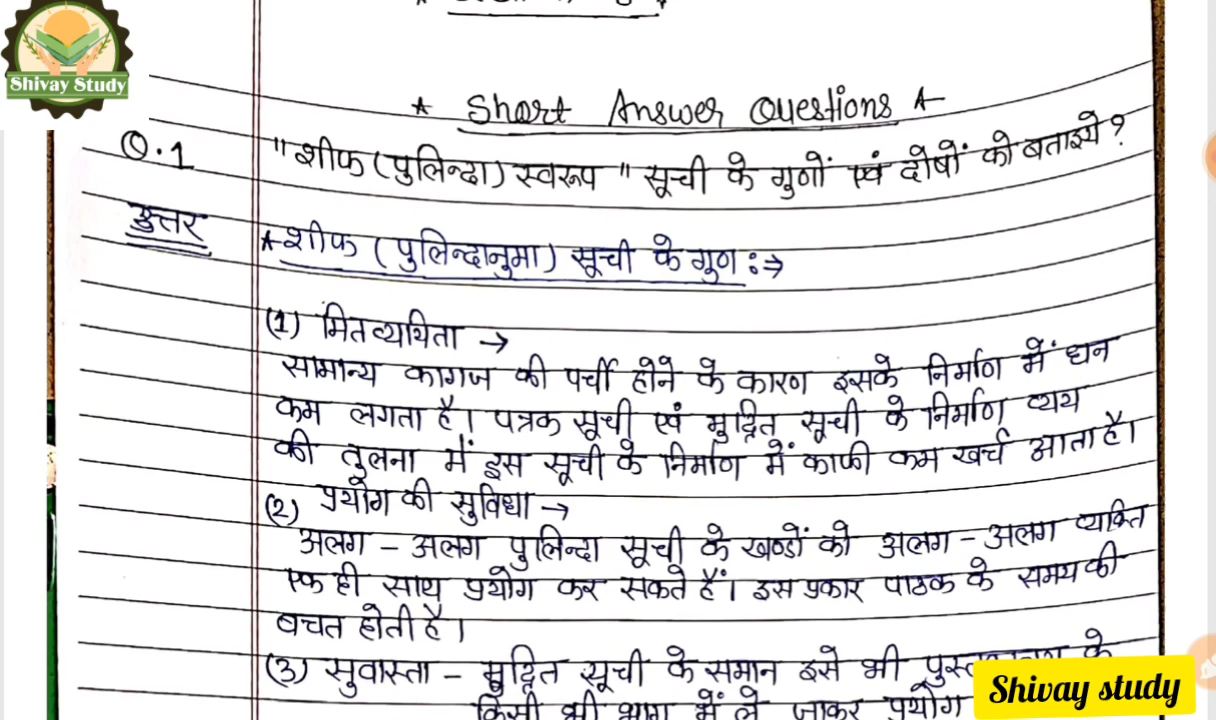 Shivay Study
* Short Answer Questions *
Q.1 "शीफ (पुलिन्दा) स्वरूप" सूची के गुणों एवं दोषों को बताइये ?
उत्तर * शीफ (पुलिन्दानुमा) सूची के गुण :⇒
(1) मितव्ययिता →
सामान्य कागज की पर्ची होने के कारण इसके निर्माण में धन
कम लगता है। पत्रक सूची एवं मुद्रित सूची के निर्माण व्यय
की तुलना में इस सूची के निर्माण में काफी कम खर्च आता है।
(2) प्रयोग की सुविधा →
अलग - अलग पुलिन्दा सूची के खण्डों को अलग - अलग व्यक्ति
एक ही साथ प्रयोग कर सकते हैं। इस प्रकार पाठक के समय की
बचत होती है।
(3) सुवास्ता - मुद्रित सूची के समान इसे भी के
किसी भी भाग में ले जाकर प्रयोग
Shivay study